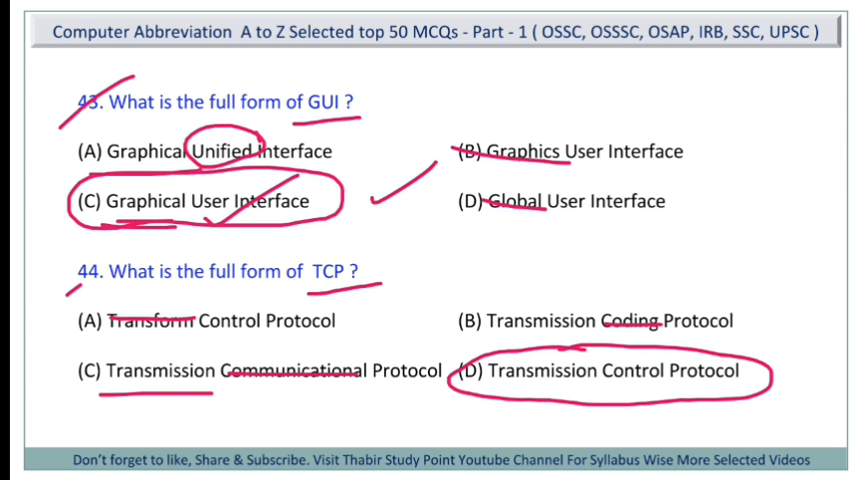 Computer Abbreviation A to Z Selected top 50 MCQs - Part - 1 ( OSSC, OSSSC, OSAP, IRB, SSC, UPSC )
43. What is the full form of GUI ?
(A) Graphical Unified Interface (B) Graphics User Interface
(C) Graphical User Interface (D) Global User Interface
44. What is the full form of TCP ?
(A) Transform Control Protocol (B) Transmission Coding Protocol
(C) Transmission Communicational Protocol (D) Transmission Control Protocol
Don't forget to like, Share & Subscribe. Visit Thabir Study Point Youtube Channel For Syllabus Wise More Selected Videos